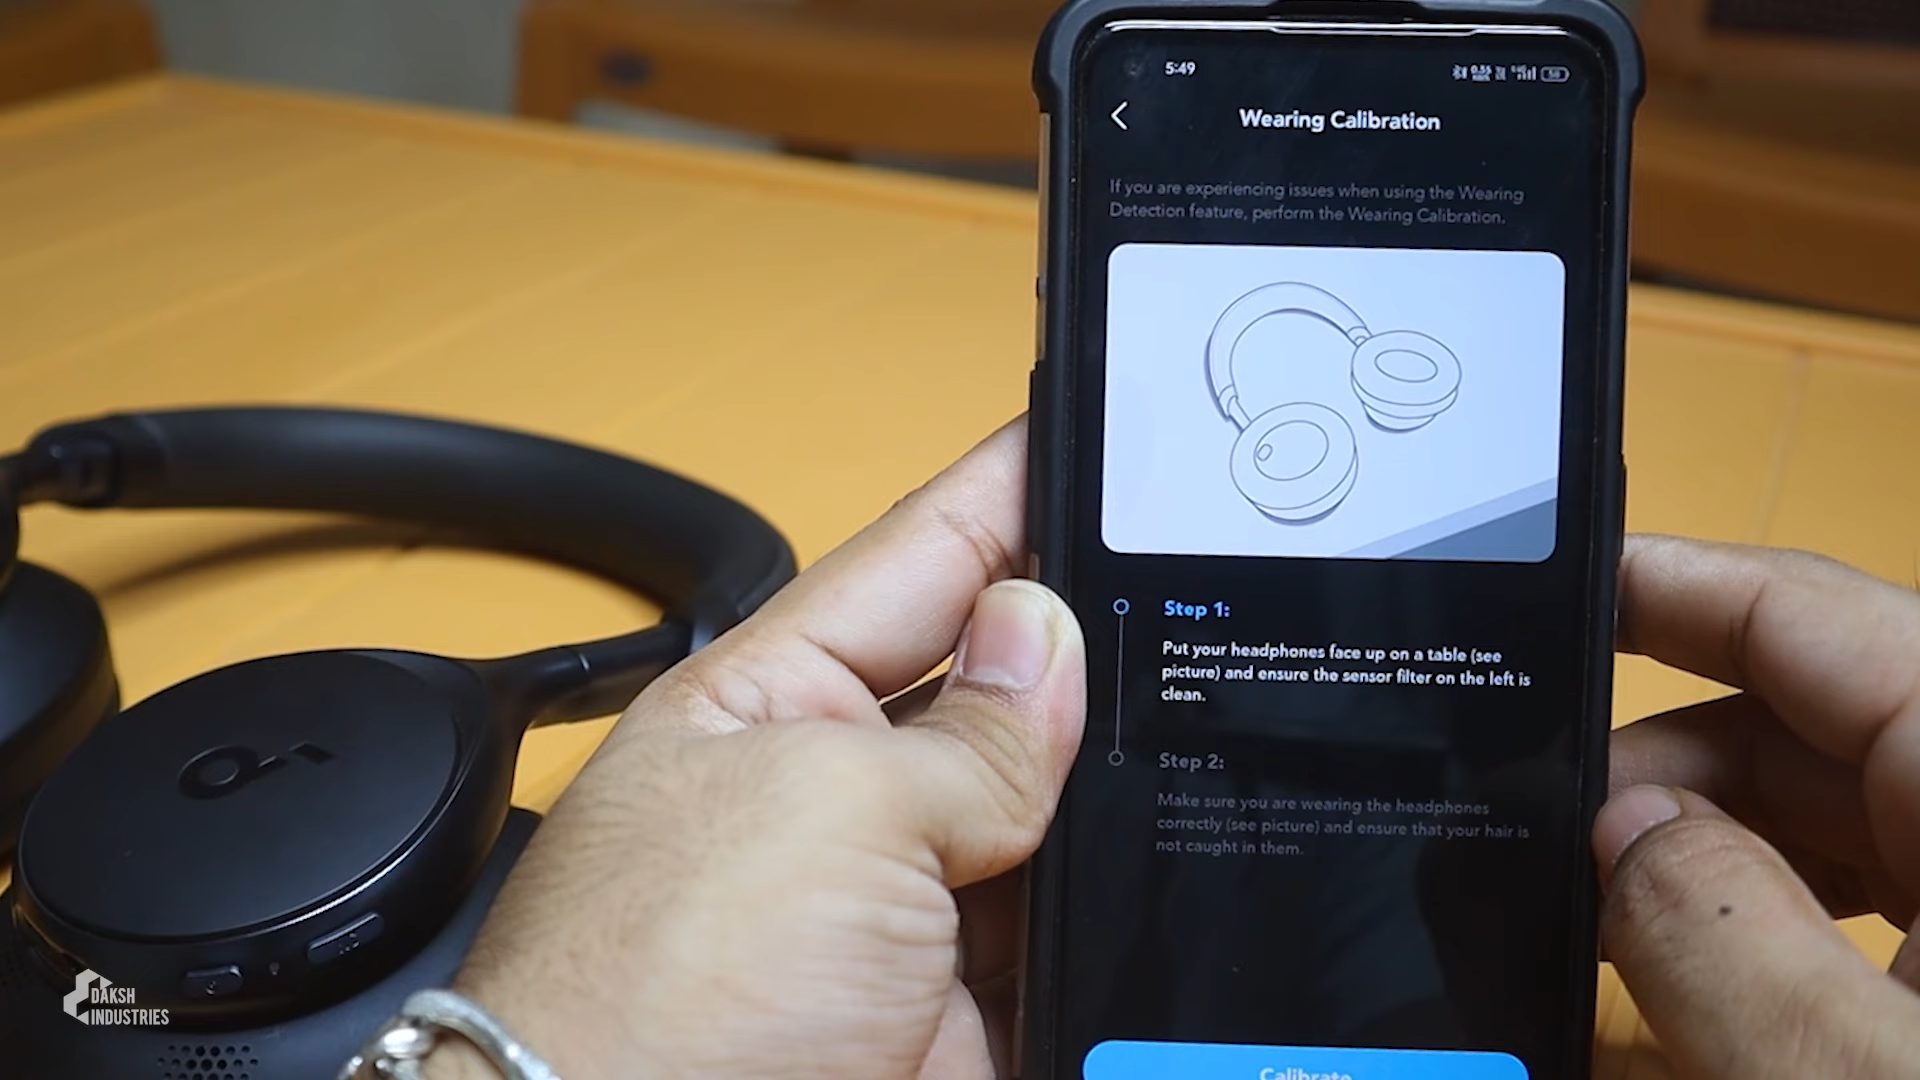 5:49
Wearing Calibration
If you are experiencing issues when using the Wearing
Detection feature, perform the Wearing Calibration.
Step 1:
Put your headphones face up on a table (see
picture) and ensure the sensor filter on the left is
clean.
Step 2:
Make sure you are wearing the headphones
correctly (see picture) and ensure that your hair is
not caught in them.
Calibrate
DAKSH
INDUSTRIES